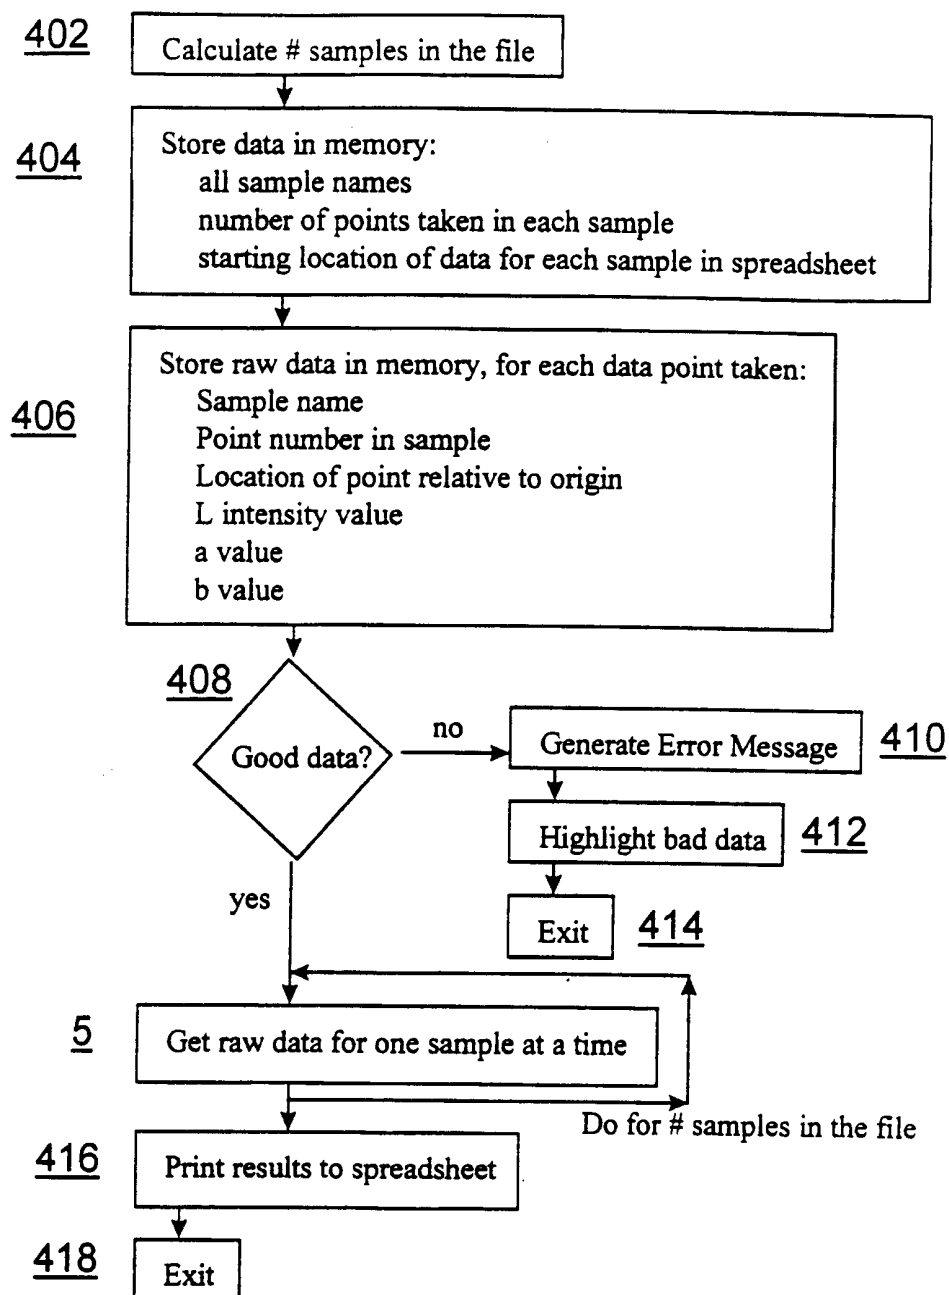 402
Calculate # samples in the file
404
Store data in memory:
all sample names
number of points taken in each sample
starting location of data for each sample in spreadsheet
406
Store raw data in memory, for each data point taken:
Sample name
Point number in sample
Location of point relative to origin
L intensity value
a value
b value
408
Good data?
no
Generate Error Message
410
Highlight bad data
412
yes
Exit
414
5
Get raw data for one sample at a time
Do for # samples in the file
416
Print results to spreadsheet
418
Exit